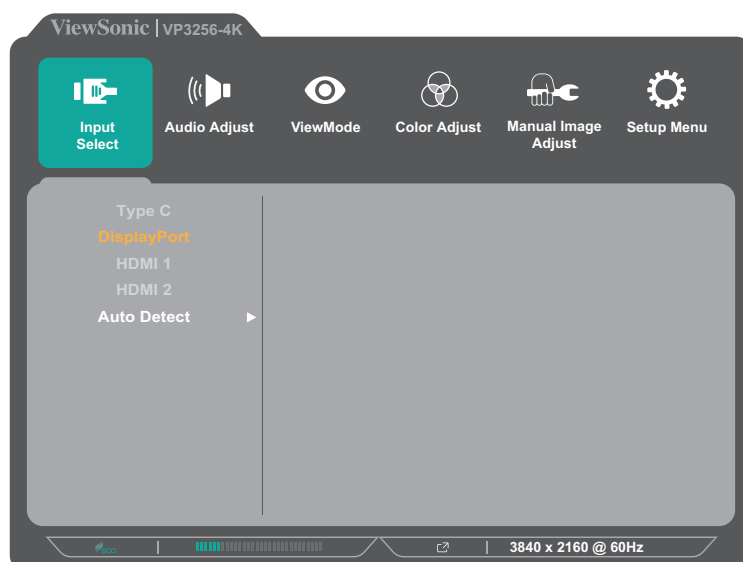 ViewSonic | VP3256-4K
Input Select
Audio Adjust
ViewMode
Color Adjust
Manual Image Adjust
Setup Menu
Type C
DisplayPort
HDMI 1
HDMI 2
Auto Detect
eco
3840 x 2160 @ 60Hz